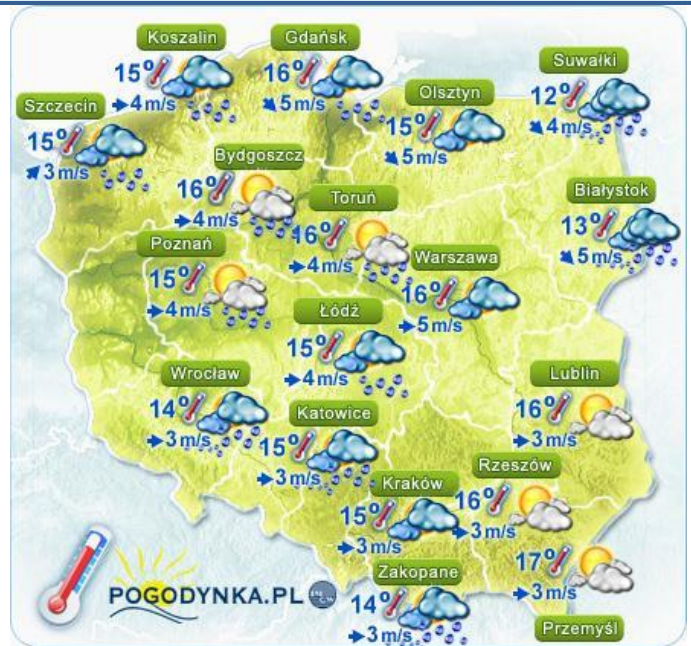 Koszalin
15°
4 m/s
Gdańsk
16°
5 m/s
Suwałki
12°
4 m/s
Olsztyn
15°
5 m/s
Szczecin
15°
3 m/s
Bydgoszcz
16°
4 m/s
Toruń
16°
4 m/s
Białystok
13°
5 m/s
Poznań
15°
4 m/s
Warszawa
16°
5 m/s
Łódź
15°
4 m/s
Wrocław
14°
3 m/s
Katowice
15°
3 m/s
Lublin
16°
3 m/s
Kraków
15°
3 m/s
Rzeszów
16°
3 m/s
Zakopane
14°
3 m/s
17°
3 m/s
Przemyśl
POGODYNKA.PL